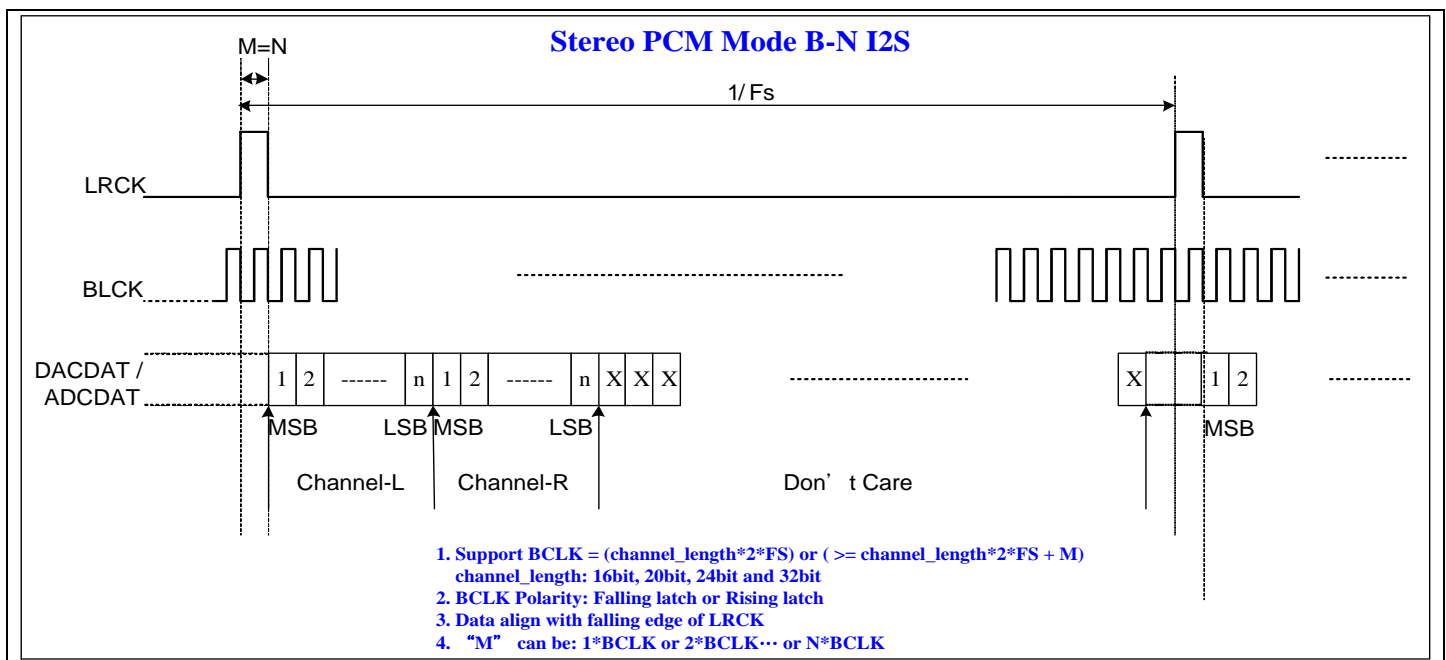 Stereo PCM Mode B-N I2S
M=N
1/ Fs
LRCK
BLCK
DACDAT /
ADCDAT
1 2 ------ n 1 2 ------ n X X X
X 1 2
MSB LSB MSB LSB
MSB
Channel-L Channel-R Don’ t Care
1. Support BCLK = (channel_length*2*FS) or ( >= channel_length*2*FS + M)
channel_length: 16bit, 20bit, 24bit and 32bit
2. BCLK Polarity: Falling latch or Rising latch
3. Data align with falling edge of LRCK
4. “M” can be: 1*BCLK or 2*BCLK··· or N*BCLK